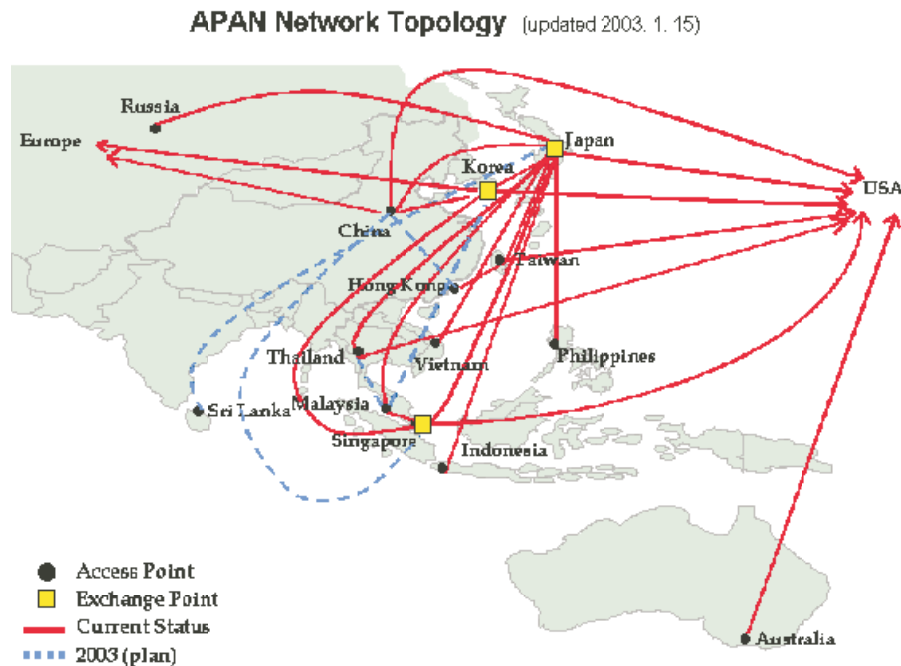 APAN Network Topology (updated 2003. 1. 15)
Russia
Europe
Japan
Korea
USA
China
Taiwan
Hong Kong
Thailand
Vietnam
Philippines
Malaysia
Sri Lanka
Singapore
Indonesia
Access Point
Exchange Point
Current Status
Australia
2003 (plan)